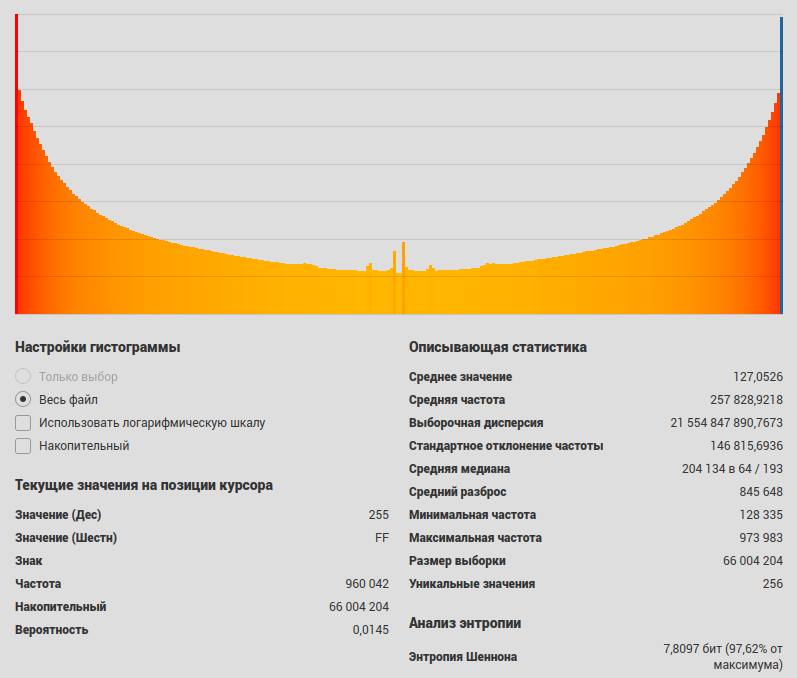 Настройки гистограммы
Только выбор
Весь файл
Использовать логарифмическую шкалу
Накопительный
Текущие значения на позиции курсора
Значение (Дес) 255
Значение (Шестн) FF
Знак
Частота 960 042
Накопительный 66 004 204
Вероятность 0,0145
Описывающая статистика
Среднее значение 127,0526
Средняя частота 257 828,9218
Выборочная дисперсия 21 554 847 890,7673
Стандартное отклонение частоты 146 815,6936
Средняя медиана 204 134 в 64 / 193
Средний разброс 845 648
Минимальная частота 128 335
Максимальная частота 973 983
Размер выборки 66 004 204
Уникальные значения 256
Анализ энтропии
Энтропия Шеннона 7,8097 бит (97,62% от
максимума)